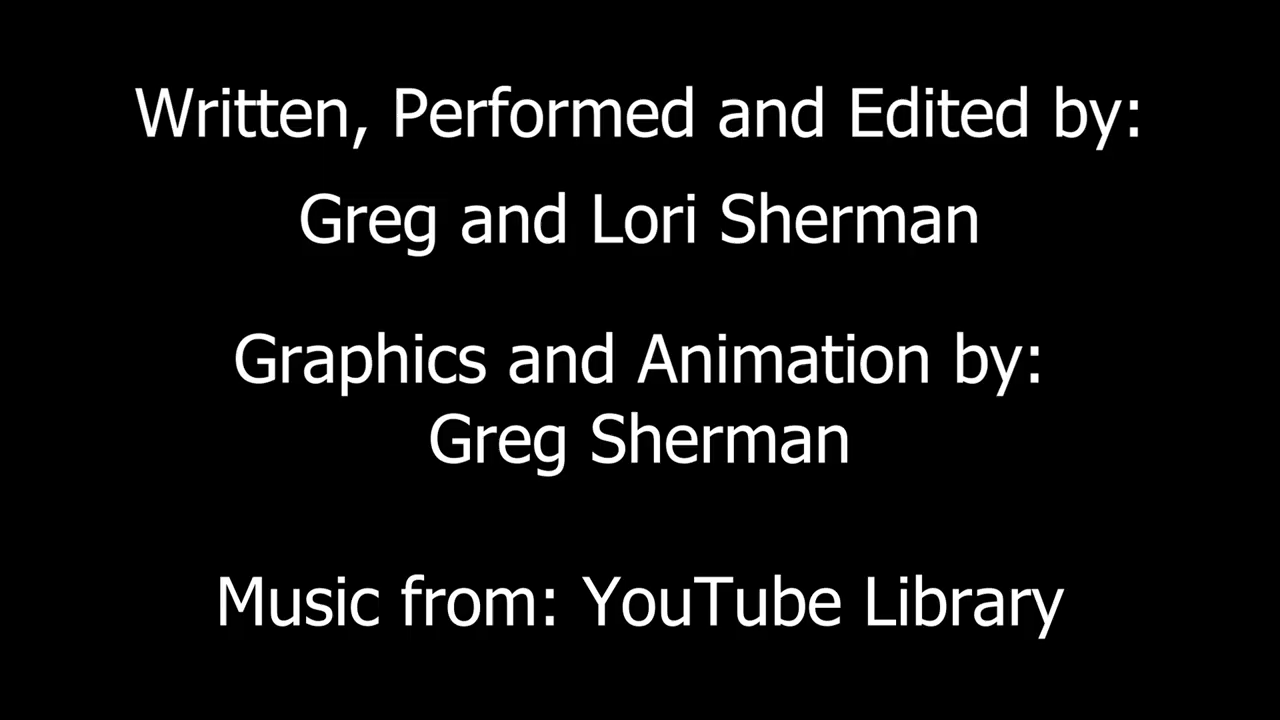 Written, Performed and Edited by:
Greg and Lori Sherman
Graphics and Animation by:
Greg Sherman
Music from: YouTube Library